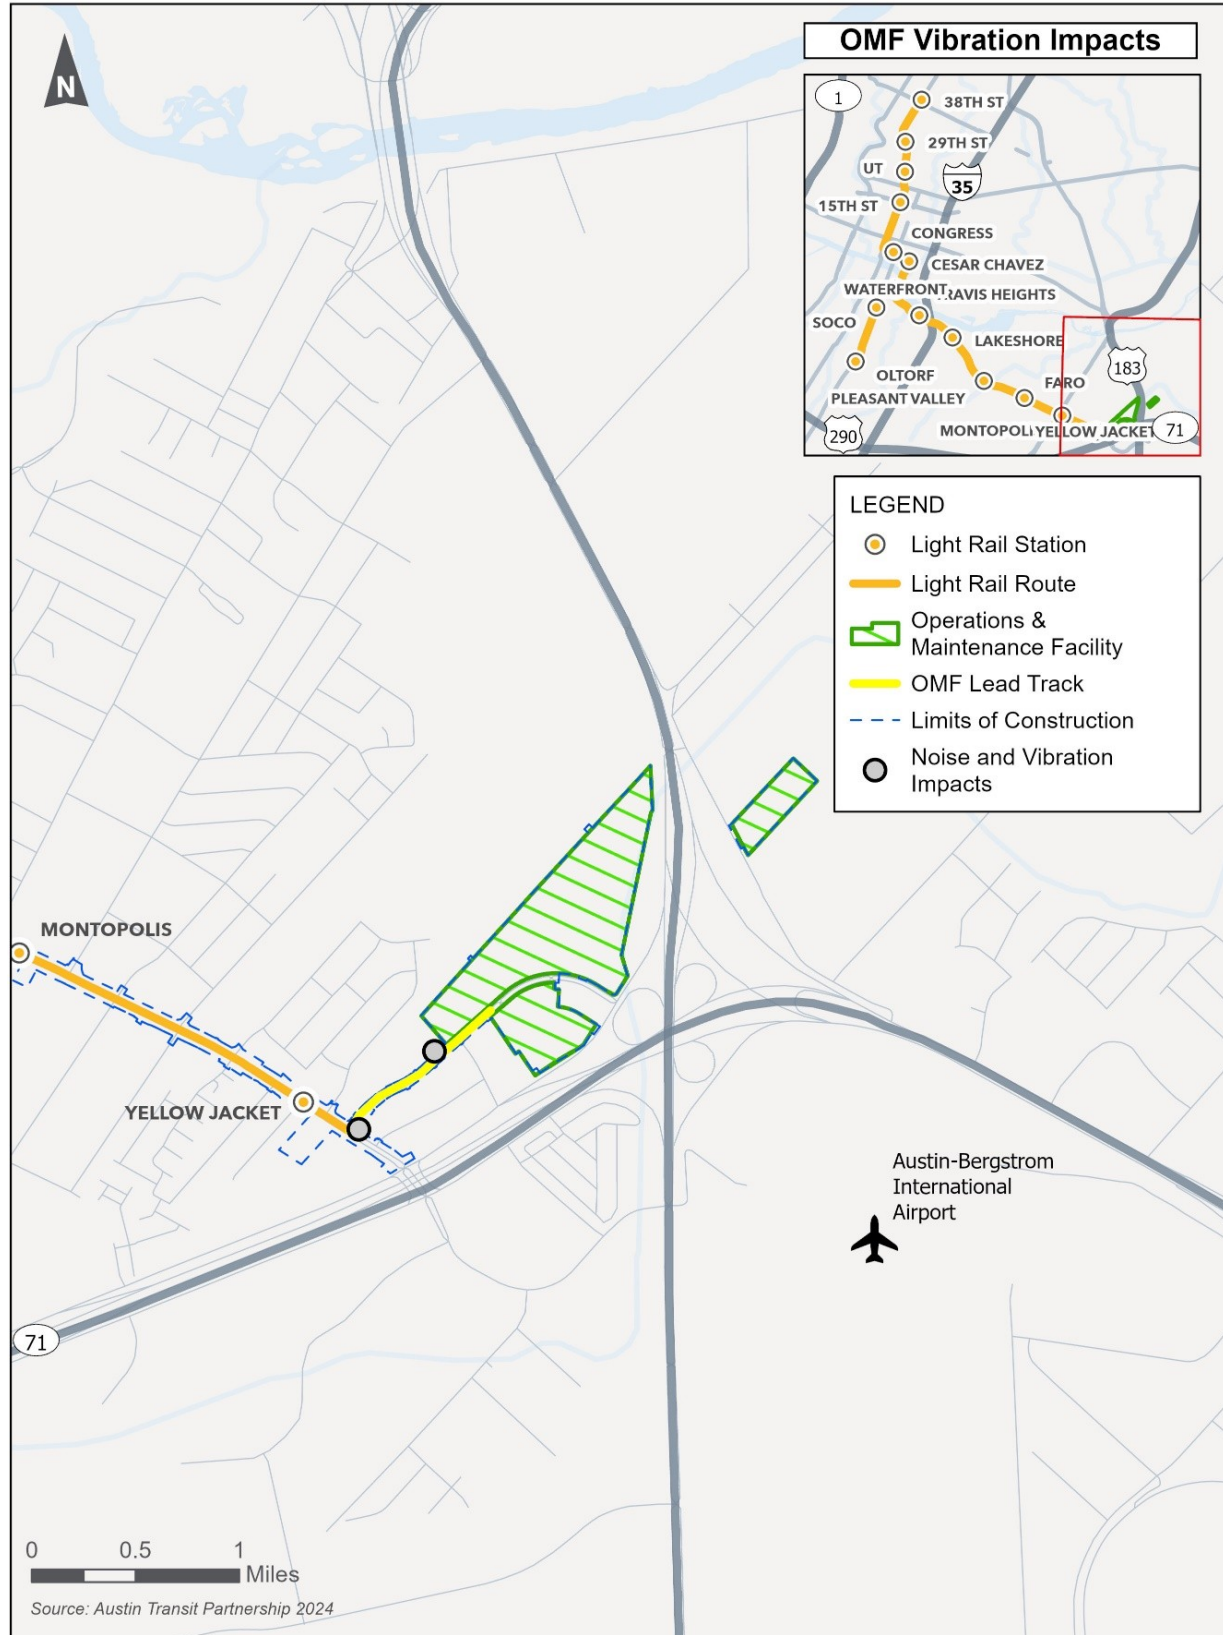 N
OMF Vibration Impacts
1
38TH ST
29TH ST
UT
35
15TH ST
CONGRESS
CESAR CHAVEZ
WATERFRONT
RAVIS HEIGHTS
SOCO
LAKESHORE
183
OLTORF
FARO
PLEASANT VALLEY
MONTOPOLI
YELLOW JACKET
71
290
LEGEND
Light Rail Station
Light Rail Route
Operations &
Maintenance Facility
OMF Lead Track
Limits of Construction
Noise and Vibration
Impacts
MONTOPOLIS
YELLOW JACKET
Austin-Bergstrom
International
Airport
71
0 0.5 1
Miles
Source: Austin Transit Partnership 2024